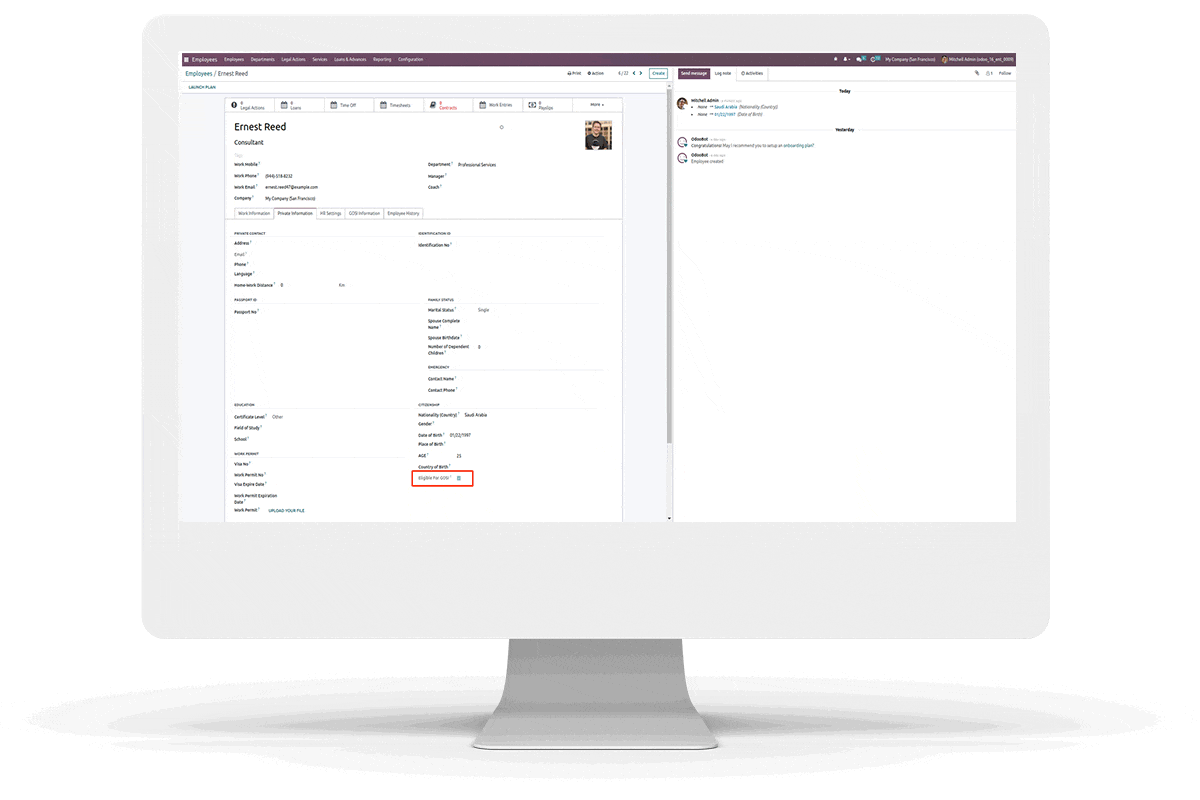 Employees Employees Departments Legal Actions Services Loans & Advances Reporting Configuration My Company (San Francisco) Mitchell Admin (odoo_16_ent_0009)
Employees / Ernest Reed Print Action 6 / 22 Create Send message Log note Activities 1 Follow
LAUNCH PLAN
Today
0 Legal Actions
0 Loans
Time Off
Timesheets
0 Contracts
Work Entries
0 Payslips
More
Mitchell Admin
None Saudi Arabia (Nationality (Country))
None 01/22/1997 (Date of Birth)
Yesterday
OdooBot
Congratulations! May I recommend you to setup an onboarding plan?
OdooBot
Employee created
Ernest Reed
Consultant
Tags
Work Mobile ?
Work Phone ? (944)-518-8232
Work Email ? ernest.reed47@example.com
Company ? My Company (San Francisco)
Department ? Professional Services
Manager ?
Coach ?
Work Information Private Information HR Settings GOSI Information Employee History
PRIVATE CONTACT
Address ?
Email ?
Phone ?
Language ?
Home-Work Distance ? 0 Km
IDENTIFICATION ID
Identification No ?
PASSPORT ID
Passport No ?
FAMILY STATUS
Marital Status ? Single
Spouse Complete
Name ?
Spouse Birthdate ?
Number of Dependent 0
Children ?
EMERGENCY
Contact Name ?
Contact Phone ?
EDUCATION
Certificate Level ? Other
Field of Study ?
School ?
CITIZENSHIP
Nationality (Country) ? Saudi Arabia
Gender ?
Date of Birth ? 01/22/1997
Place of Birth ?
AGE ? 25
Country of Birth ?
Eligible For GOSI ?
WORK PERMIT
Visa No ?
Work Permit No ?
Visa Expire Date ?
Work Permit Expiration
Date ?
Work Permit ? UPLOAD YOUR FILE